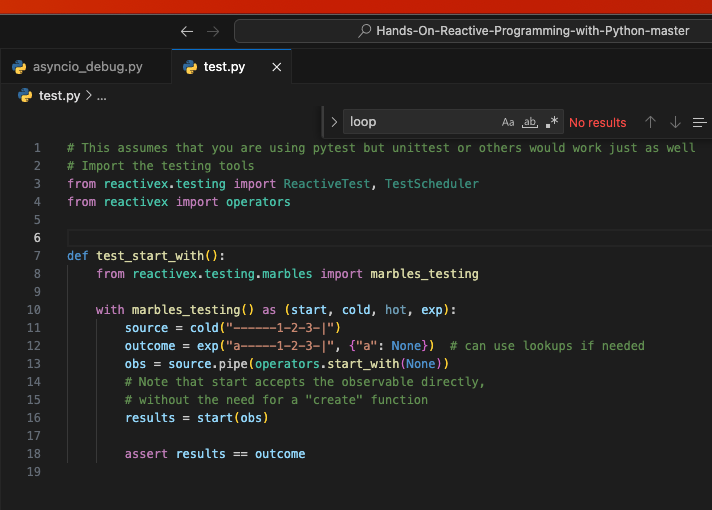 Hands-On-Reactive-Programming-with-Python-master
asyncio_debug.py
test.py
test.py > ...
loop
Aa
ab
.*
No results
1 # This assumes that you are using pytest but unittest or others would work just as well
2 # Import the testing tools
3 from reactivex.testing import ReactiveTest, TestScheduler
4 from reactivex import operators
5
6
7 def test_start_with():
8     from reactivex.testing.marbles import marbles_testing
9
10     with marbles_testing() as (start, cold, hot, exp):
11         source = cold("------1-2-3-|")
12         outcome = exp("a-----1-2-3-|", {"a": None})  # can use lookups if needed
13         obs = source.pipe(operators.start_with(None))
14         # Note that start accepts the observable directly,
15         # without the need for a "create" function
16         results = start(obs)
17
18         assert results == outcome
19